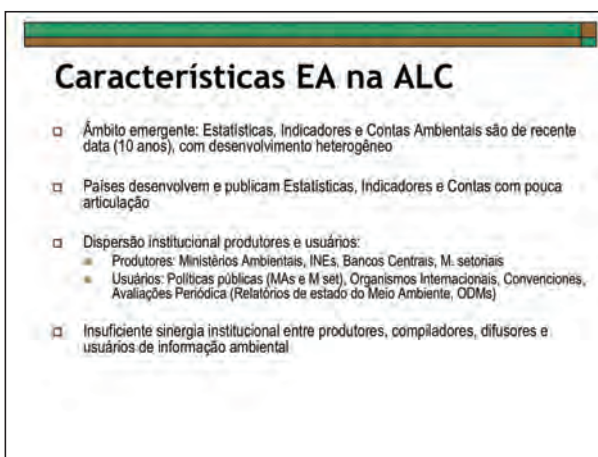 Características EA na ALC
Âmbito emergente: Estatísticas, Indicadores e Contas Ambientais são de recente
data (10 anos), com desenvolvimento heterogêneo
Países desenvolvem e publicam Estatísticas, Indicadores e Contas com pouca
articulação
Dispersão institucional produtores e usuários:
Produtores: Ministérios Ambientais, INEs, Bancos Centrais, M. setoriais
Usuários: Políticas públicas (MAs e M set), Organismos Internacionais, Convenciones,
Avaliações Periódica (Relatórios de estado do Meio Ambiente, ODMs)
Insuficiente sinergia institucional entre produtores, compiladores, difusores e
usuários de informação ambiental